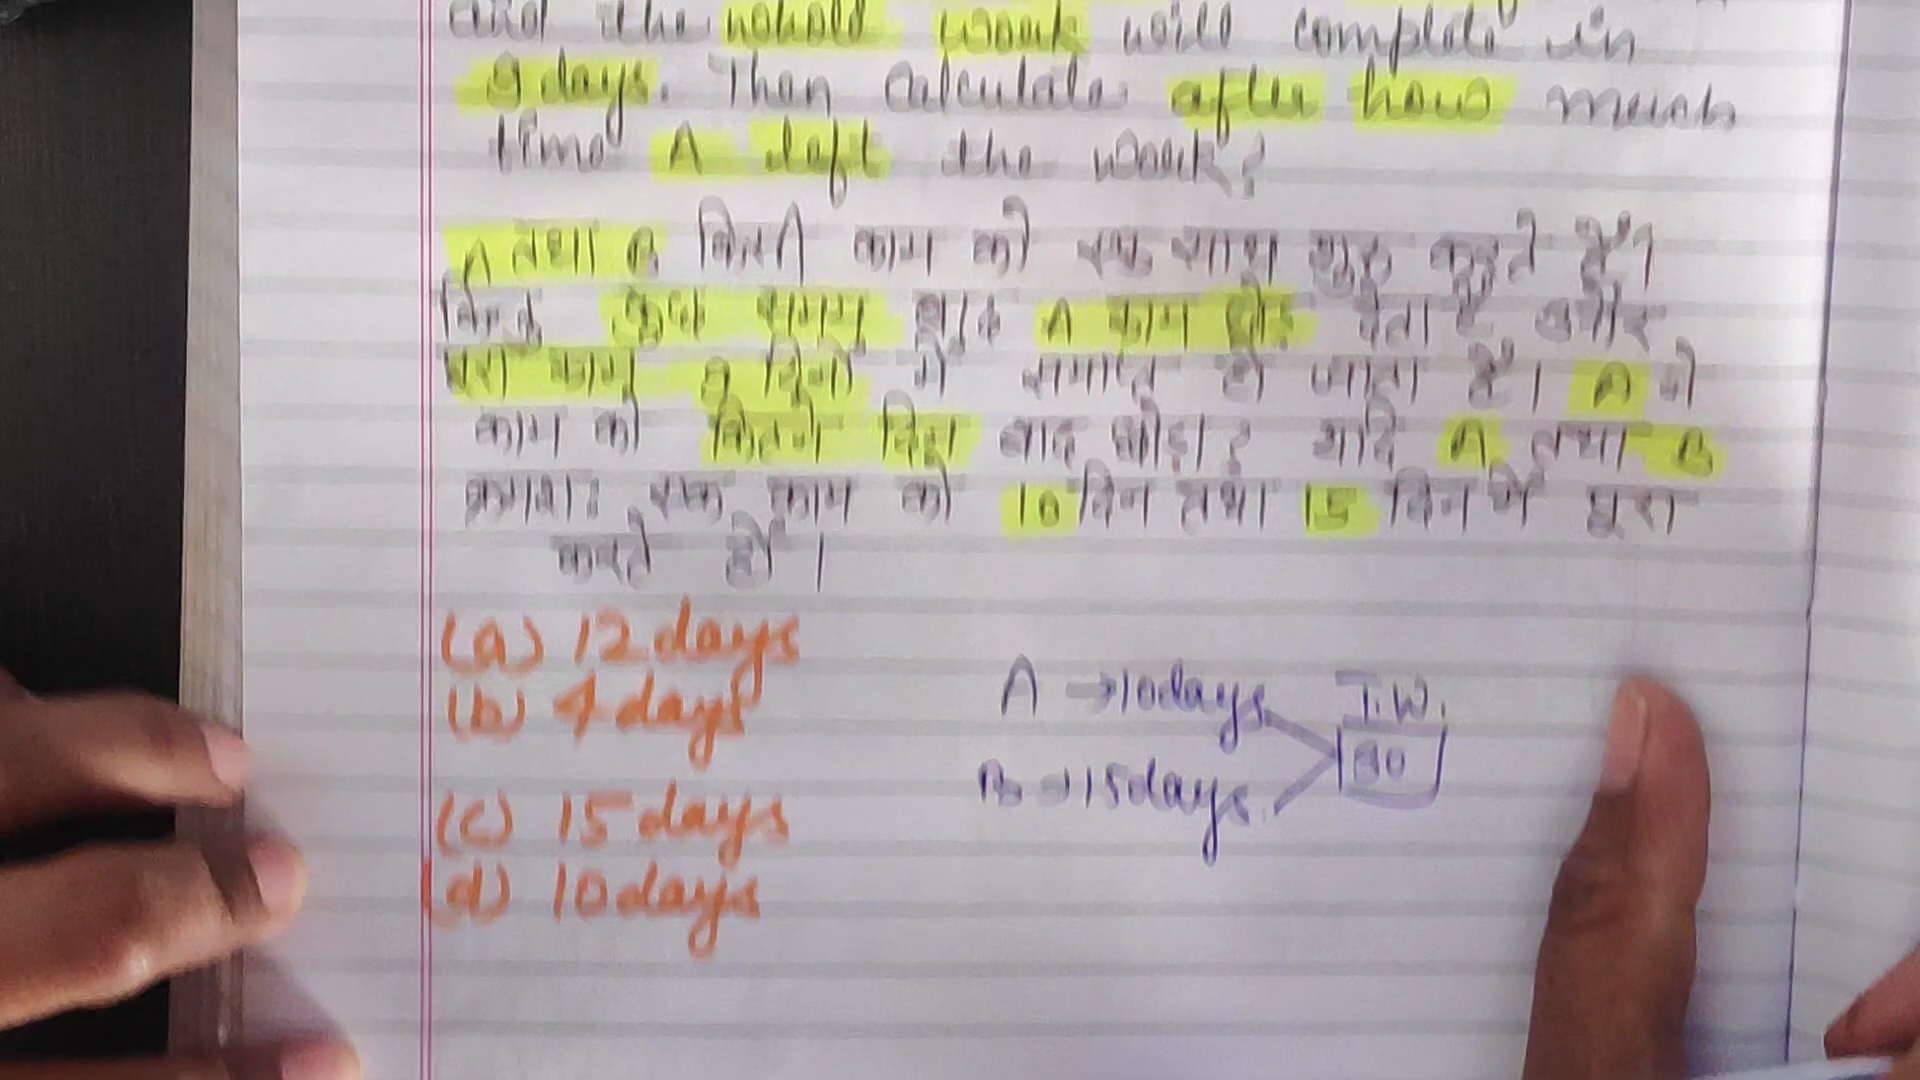 and the whole work will complete in
9 days. Then calculate after how much
time A left the work?
A तथा B किसी काम को एक साथ शुरू करते हैं।
किन्तु कुछ समय बाद A काम छोड़ देता है और
पूरा काम 9 दिनों में समाप्त हो जाता है। A ने
काम को कितने दिन बाद छोड़ा? यदि A तथा B
क्रमशः एक काम को 10 दिन तथा 15 दिन में पूरा
करते हों।
(a) 12 days
(b) 4 days
(c) 15 days
(d) 10 days
A → 10 days T.W.
30
B → 15 days